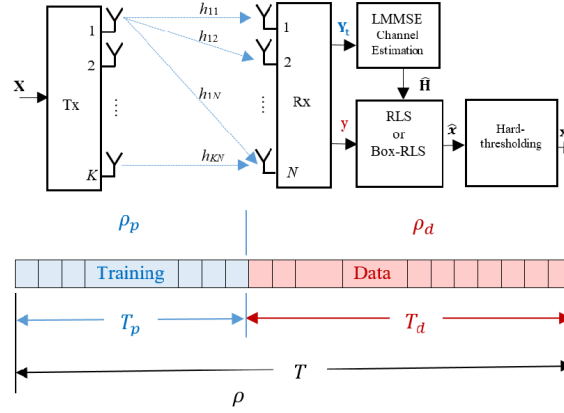 X
Tx
1
2
K
h11
h12
h1N
hKN
1
2
N
Rx
Yt
y
LMMSE
Channel
Estimation
Ĥ
RLS
or
Box-RLS
x̂
Hard-
thresholding
x
ρp
ρd
Training
Data
Tp
Td
T
ρ